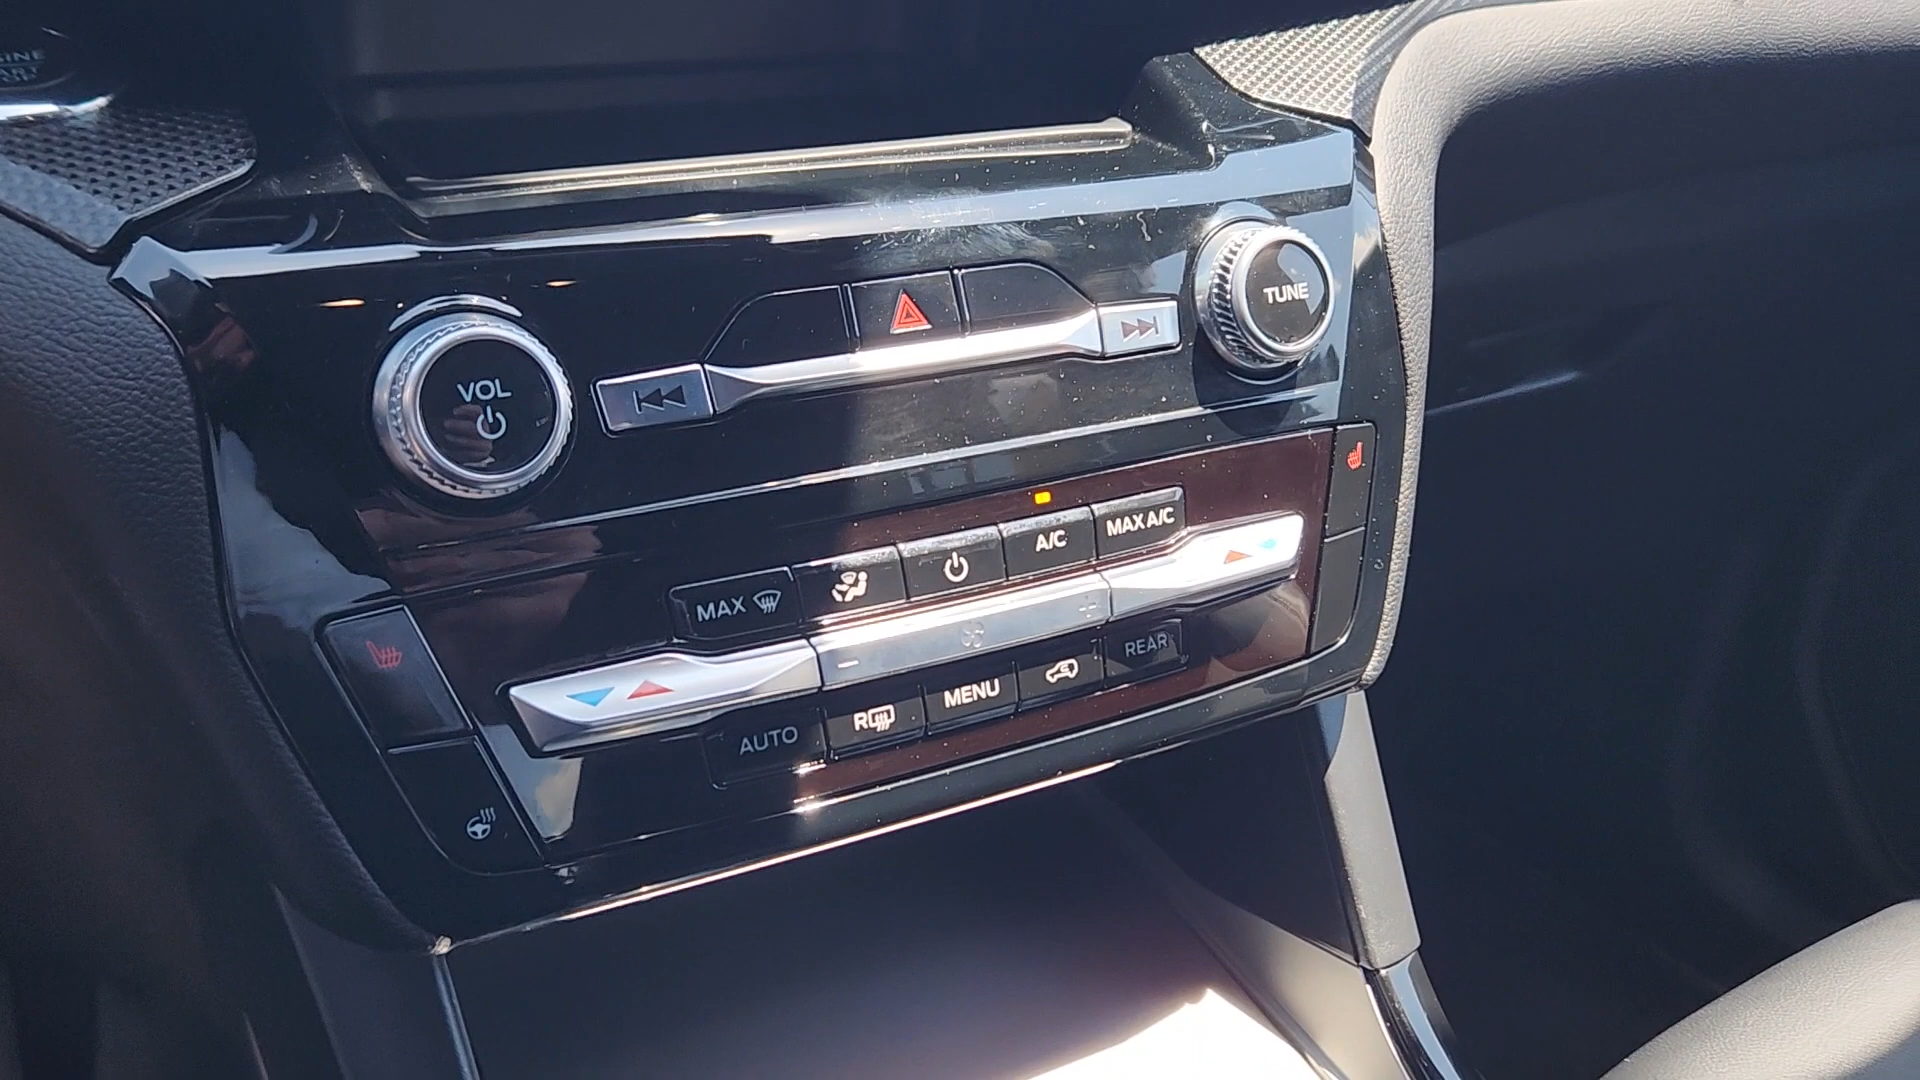 VOL
TUNE
A/C
MAX A/C
MAX
REAR
MENU
R
AUTO